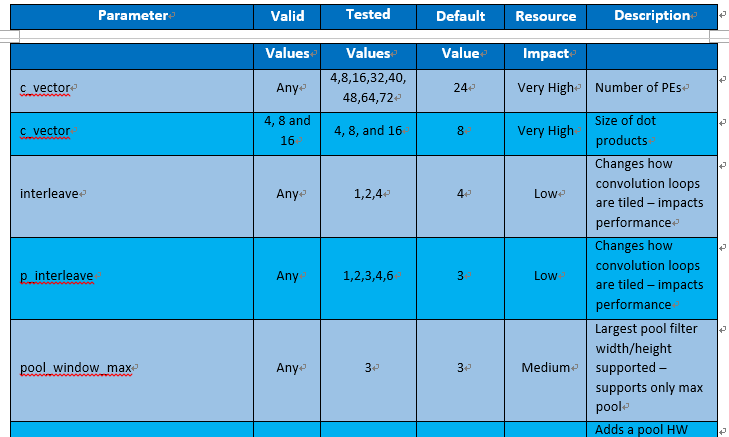 Parameter Valid Tested Default Resource Description
Values Values Value Impact
c_vector Any 4,8,16,32,40, 24 Very High Number of PEs
48,64,72
c_vector 4, 8 and 4, 8, and 16 8 Very High Size of dot
16 products
interleave Any 1,2,4 4 Low Changes how
convolution loops
are tiled – impacts
performance
p_interleave Any 1,2,3,4,6 3 Low Changes how
convolution loops
are tiled – impacts
performance
pool_window_max Any 3 3 Medium Largest pool filter
width/height
supported –
supports only max
pool
Adds a pool HW